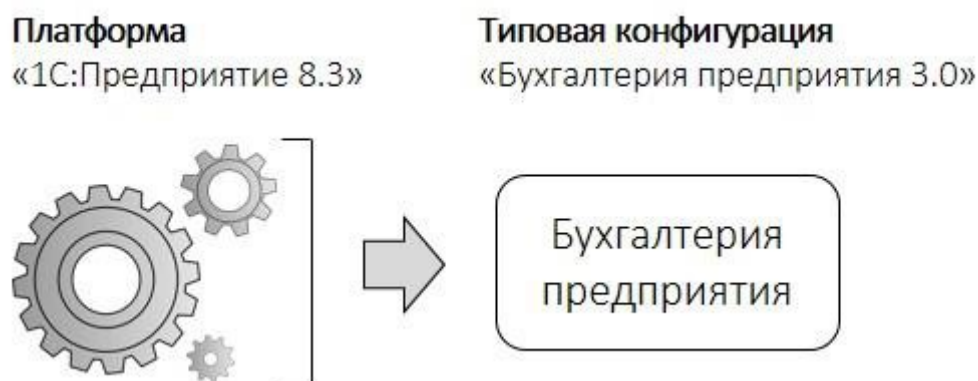 Платформа
«1С:Предприятие 8.3»
Типовая конфигурация
«Бухгалтерия предприятия 3.0»
Бухгалтерия
предприятия